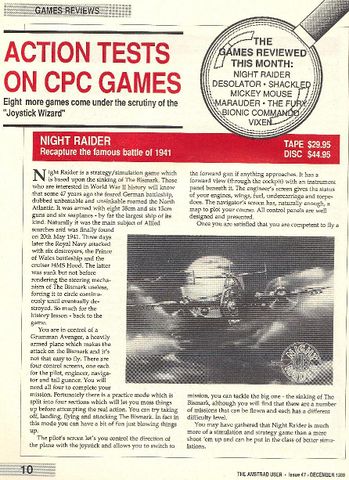 GAMES REVIEWS
ACTION TESTS
ON CPC GAMES
Eight more games come under the scrutiny of the
"Joystick Wizard"
THE
GAMES REVIEWED
THIS MONTH:
NIGHT RAIDER
DESOLATOR • SHACKLED
MICKEY MOUSE
MARAUDER • THE FURY
BIONIC COMMANDO
VIXEN
NIGHT RAIDER
Recapture the famous battle of 1941
TAPE $29.95
DISC $44.95
Night Raider is a strategy/simulation game which
is based upon the sinking of The Bismark. Those
who are interested in World War II history will know
that some 47 years ago the feared German battleship,
dubbed unbeatable and unsinkable roamed the North
Atlantic. It was armed with eight 38cm and six 15cm
guns and six seaplanes - by far the largest ship of its
kind. Naturally it was the main subject of Allied
searches and was finally found
on 20th May 1941. Three days
later the Royal Navy attacked
with six destroyers, the Prince
of Wales battleship and the
cruiser HMS Hood. The latter
was sunk but not before
rendering the steering mechan-
ism of The Bismark useless,
forcing it to circle continu-
ously until eventually de-
stroyed. So much for the
history lesson - back to the
game.
You are in control of a
Grumman Avenger, a heavily
armed plane which makes the
attack on the Bismark and it's
not that easy to fly. There are
four control screens, one each
for the pilot, engineer, naviga-
tor and tail gunner. You will
need all four to complete your
mission. Fortunately there is a practice mode which is
split into four sections which will let you mess things
up before attempting the real action. You can try taking
off, landing, flying and attacking The Bismark. In fact in
this mode you can have a bit of fun just blowing things
up.
The pilot's screen let's you control the direction of
the plane with the joystick and allows you to switch to
the forward gun if anything approaches. It has a
forward view (through the cockpit) with an instrument
panel beneath it. The engineer's screen gives the status
of your engines, wings, fuel, undercarriage and torpe-
does. The navigator's screen has, naturally enough, a
map to plot your course. All control panels are well
designed and presented.
Once you are satisfied that you are competent to fly a
NIGHT
RAIDER
mission, you can tackle the big one - the sinking of The
Bismark, although you will find that there are a number
of missions that can be flown and each has a different
difficulty level.
You may have gathered that Night Raider is much
more of a simulation and strategy game than a mere
shoot 'em up and can be put in the class of better simu-
lations.
10
THE AMSTRAD USER - Issue 47 - DECEMBER 1988